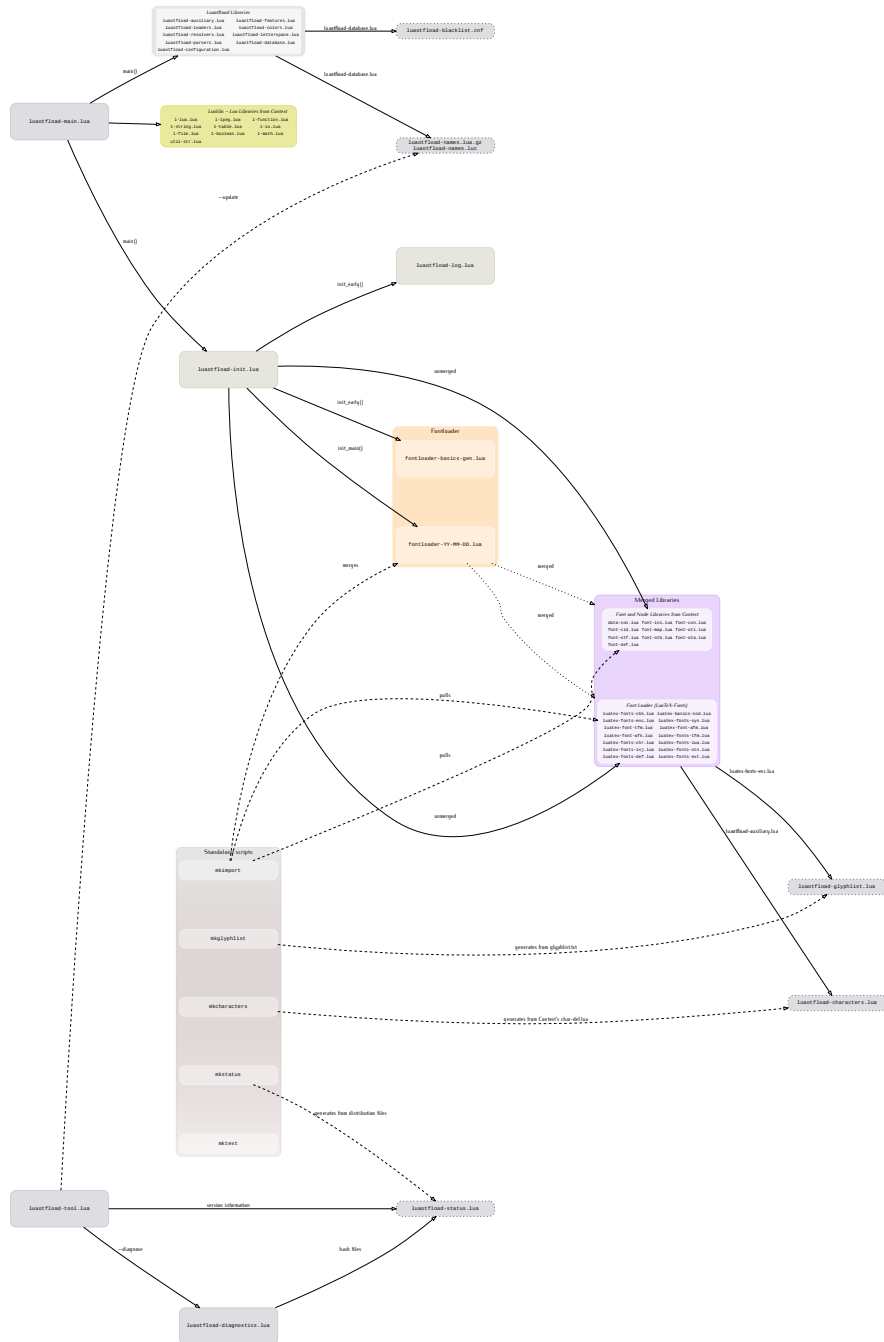 Luaotfload Libraries
luaotfload-auxiliary.lua luaotfload-features.lua
luaotfload-loaders.lua luaotfload-colors.lua
luaotfload-resolvers.lua luaotfload-letterspace.lua
luaotfload-parsers.lua luaotfload-database.lua
luaotfload-configuration.lua
luaotfload-database.lua
luaotfload-blacklist.cnf
luaotfload-database.lua
main()
luaotfload-main.lua
Lualibs — Lua Libraries from Context
l-lua.lua l-lpeg.lua l-function.lua
l-string.lua l-table.lua l-io.lua
l-file.lua l-boolean.lua l-math.lua
util-str.lua
luaotfload-names.lua.gz
luaotfload-names.luc
--update
main()
luaotfload-log.lua
init_early()
luaotfload-init.lua
unmerged
init_early()
Fontloader
init_main()
fontloader-basics-gen.lua
fontloader-YY-MM-DD.lua
merges
merged
merged
Merged Libraries
Font and Node Libraries from Context
data-con.lua font-ini.lua font-con.lua
font-cid.lua font-map.lua font-oti.lua
font-otf.lua font-otb.lua font-ota.lua
font-def.lua
pulls
Font Loader (LuaTeX-Fonts)
luatex-fonts-cbk.lua luatex-basics-nod.lua
luatex-fonts-enc.lua luatex-fonts-syn.lua
luatex-font-tfm.lua luatex-font-afm.lua
luatex-font-afk.lua luatex-fonts-tfm.lua
luatex-fonts-chr.lua luatex-fonts-lua.lua
luatex-fonts-inj.lua luatex-fonts-otn.lua
luatex-fonts-def.lua luatex-fonts-ext.lua
pulls
luatex-fonts-enc.lua
unmerged
luaotfload-auxiliary.lua
Standalone scripts
mkimport
luaotfload-glyphlist.lua
mkglyphlist
generates from glyphlist.txt
mkcharacters
luaotfload-characters.lua
generates from Context's char-def.lua
mkstatus
generates from distribution files
mktest
luaotfload-tool.lua
version information
luaotfload-status.lua
--diagnose
hash files
luaotfload-diagnostics.lua